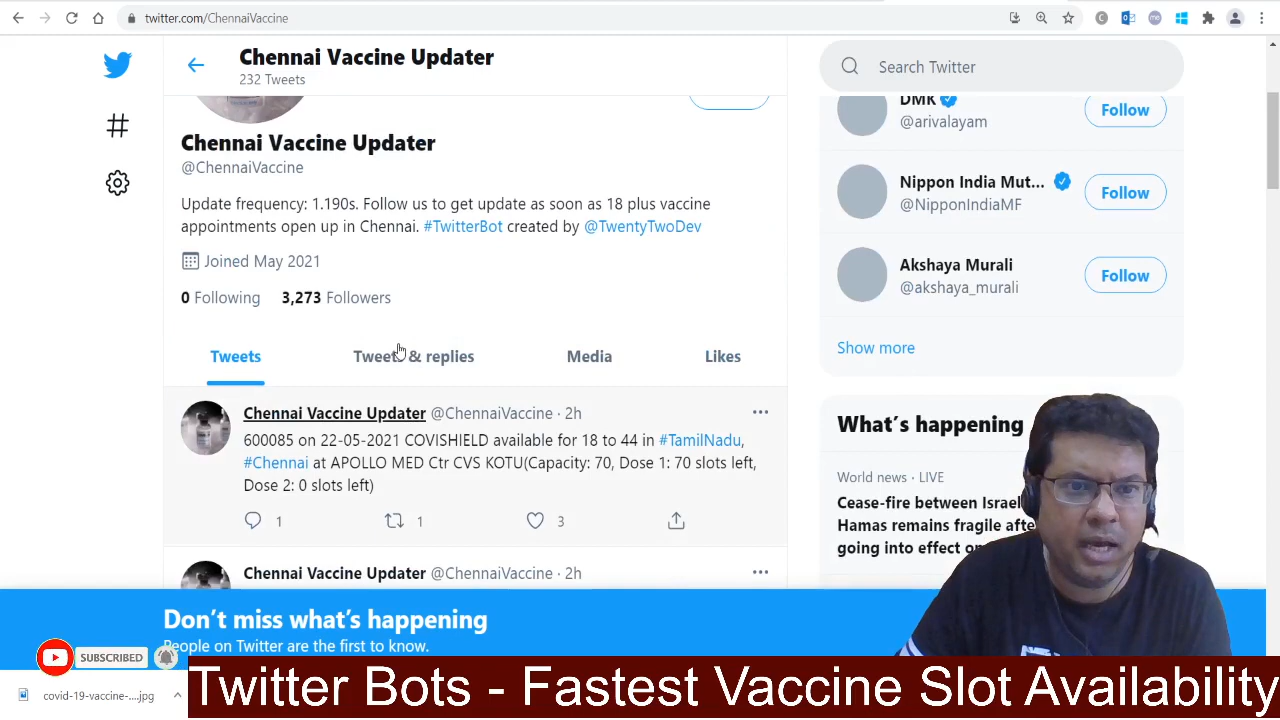 twitter.com/ChennaiVaccine
Chennai Vaccine Updater
232 Tweets
Search Twitter
Chennai Vaccine Updater
@ChennaiVaccine
Update frequency: 1.190s. Follow us to get update as soon as 18 plus vaccine
appointments open up in Chennai. #TwitterBot created by @TwentyTwoDev
Joined May 2021
0 Following 3,273 Followers
Tweets Tweets & replies Media Likes
Chennai Vaccine Updater @ChennaiVaccine · 2h
600085 on 22-05-2021 COVISHIELD available for 18 to 44 in #TamilNadu,
#Chennai at APOLLO MED Ctr CVS KOTU(Capacity: 70, Dose 1: 70 slots left,
Dose 2: 0 slots left)
1 1 3
Chennai Vaccine Updater @ChennaiVaccine · 2h
DMK
@arivalayam
Follow
Nippon India Mut...
@NipponIndiaMF
Follow
Akshaya Murali
@akshaya_murali
Follow
Show more
What's happening
World news · LIVE
Cease-fire between Israel
Hamas remains fragile afte
going into effect on
Don't miss what's happening
People on Twitter are the first to know.
SUBSCRIBED
covid-19-vaccine-....jpg
Twitter Bots - Fastest Vaccine Slot Availability